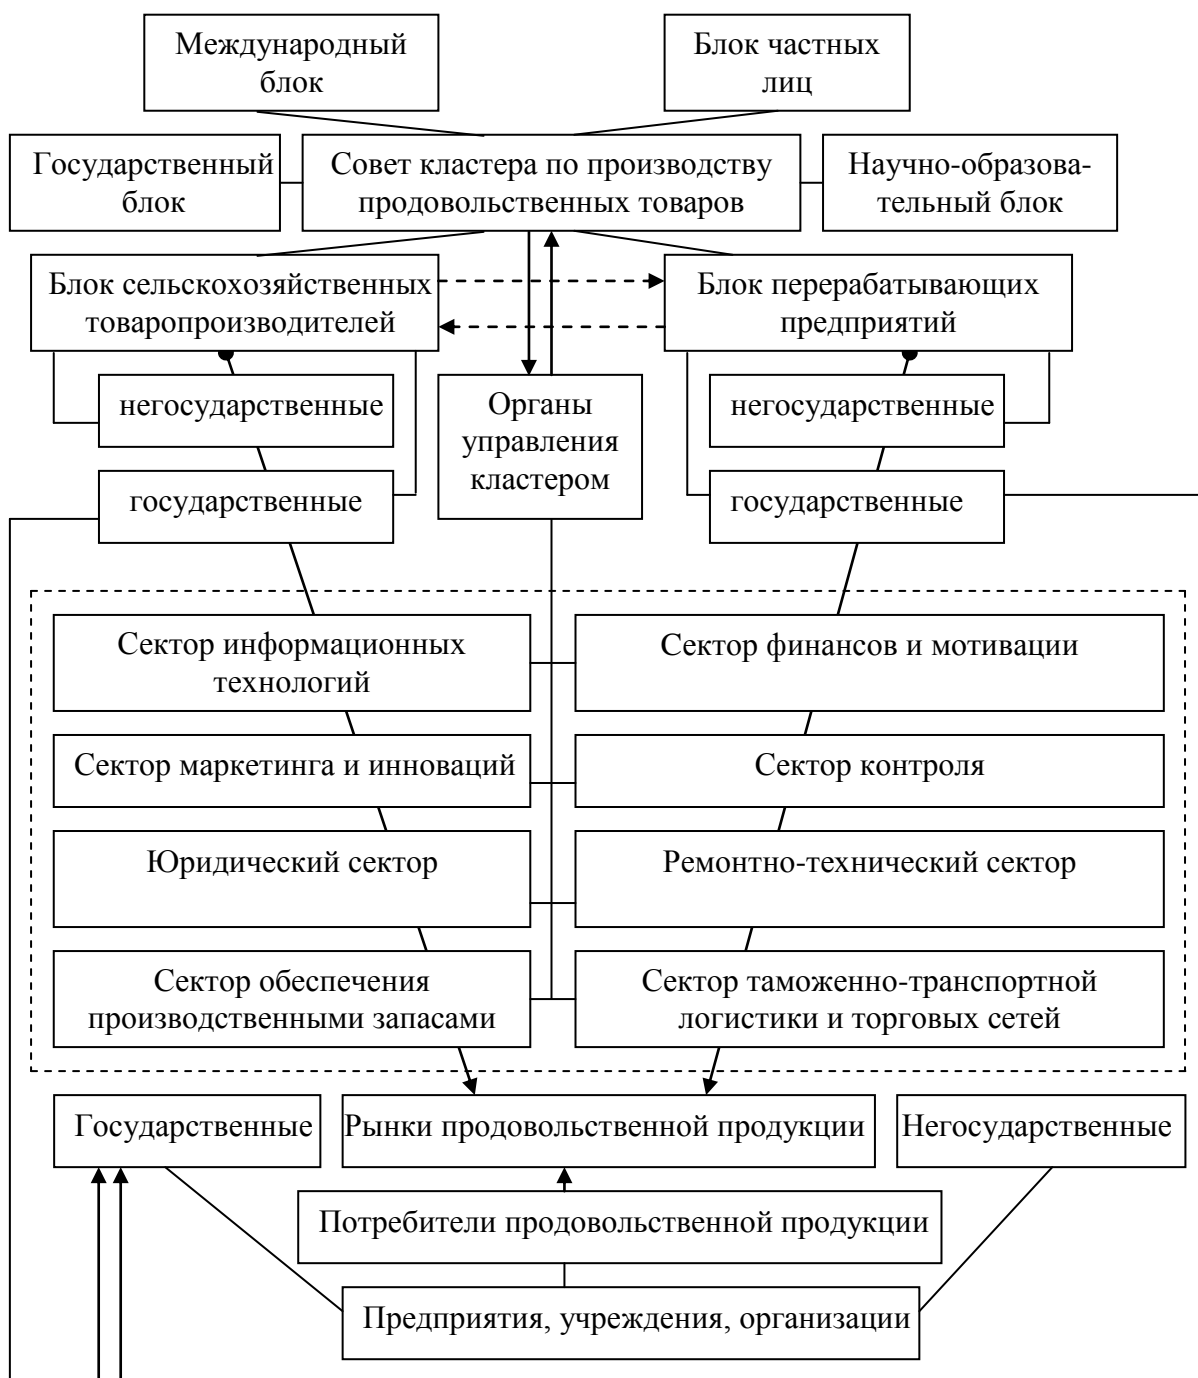 Международный
блок
Блок частных
лиц
Государственный
блок
Совет кластера по производству
продовольственных товаров
Научно-образова-
тельный блок
Блок сельскохозяйственных
товаропроизводителей
Блок перерабатывающих
предприятий
негосударственные
Органы
управления
кластером
негосударственные
государственные
государственные
Сектор информационных
технологий
Сектор финансов и мотивации
Сектор маркетинга и инноваций
Сектор контроля
Юридический сектор
Ремонтно-технический сектор
Сектор обеспечения
производственными запасами
Сектор таможенно-транспортной
логистики и торговых сетей
Государственные
Рынки продовольственной продукции
Негосударственные
Потребители продовольственной продукции
Предприятия, учреждения, организации